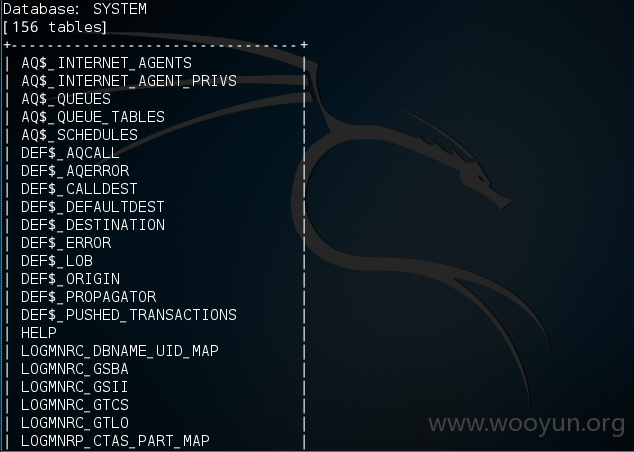 Database: SYSTEM
[156 tables]
+--------------------------------+
| AQ$_INTERNET_AGENTS |
| AQ$_INTERNET_AGENT_PRIVS |
| AQ$_QUEUES |
| AQ$_QUEUE_TABLES |
| AQ$_SCHEDULES |
| DEF$_AQCALL |
| DEF$_AQERROR |
| DEF$_CALLDEST |
| DEF$_DEFAULTDEST |
| DEF$_DESTINATION |
| DEF$_ERROR |
| DEF$_LOB |
| DEF$_ORIGIN |
| DEF$_PROPAGATOR |
| DEF$_PUSHED_TRANSACTIONS |
| HELP |
| LOGMNRC_DBNAME_UID_MAP |
| LOGMNRC_GSBA |
| LOGMNRC_GSII |
| LOGMNRC_GTCS |
| LOGMNRC_GTLO |
| LOGMNRP_CTAS_PART_MAP |
www.wooyun.org